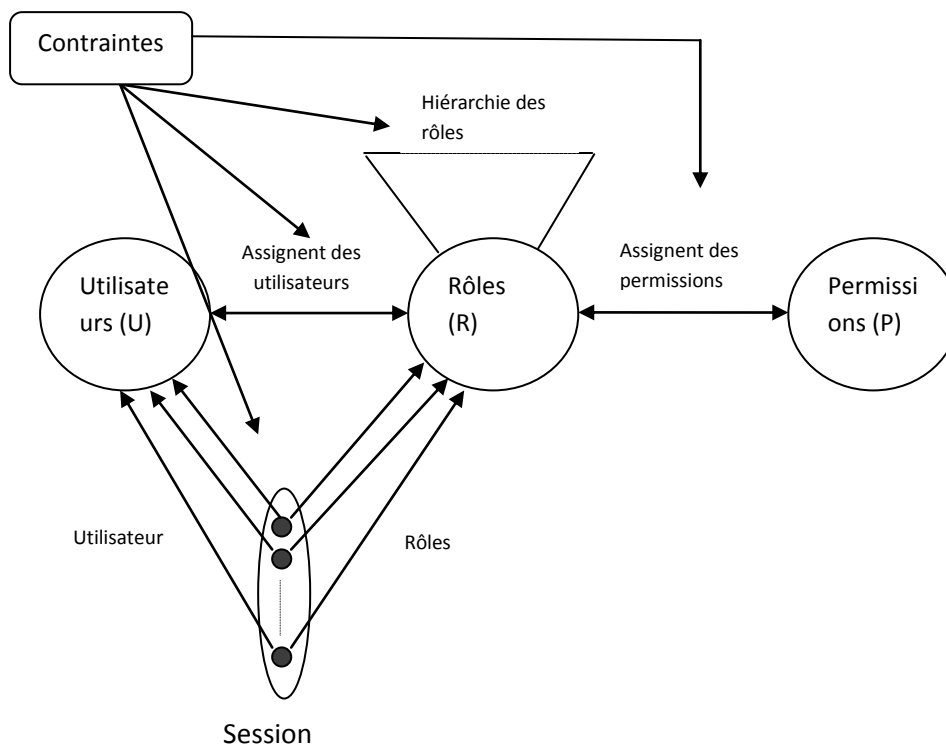 Contraintes
Hiérarchie des
rôles
Assignent des
utilisateurs
Assignent des
permissions
Utilisate
urs (U)
Rôles
(R)
Permissi
ons (P)
Utilisateur
Rôles
Session